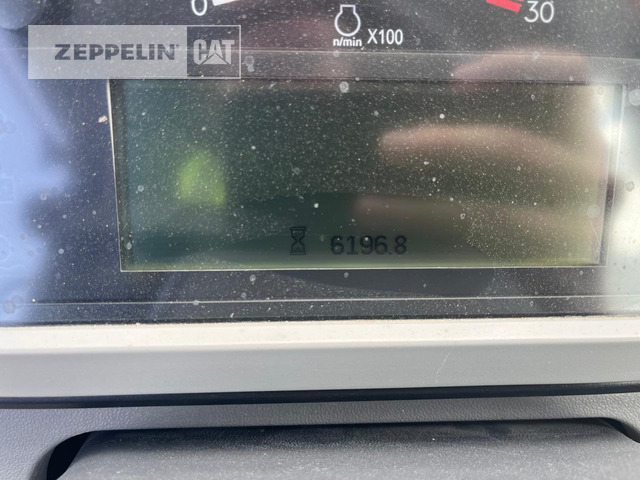 0
30
n/min X100
ZEPPELIN CAT
6196.8